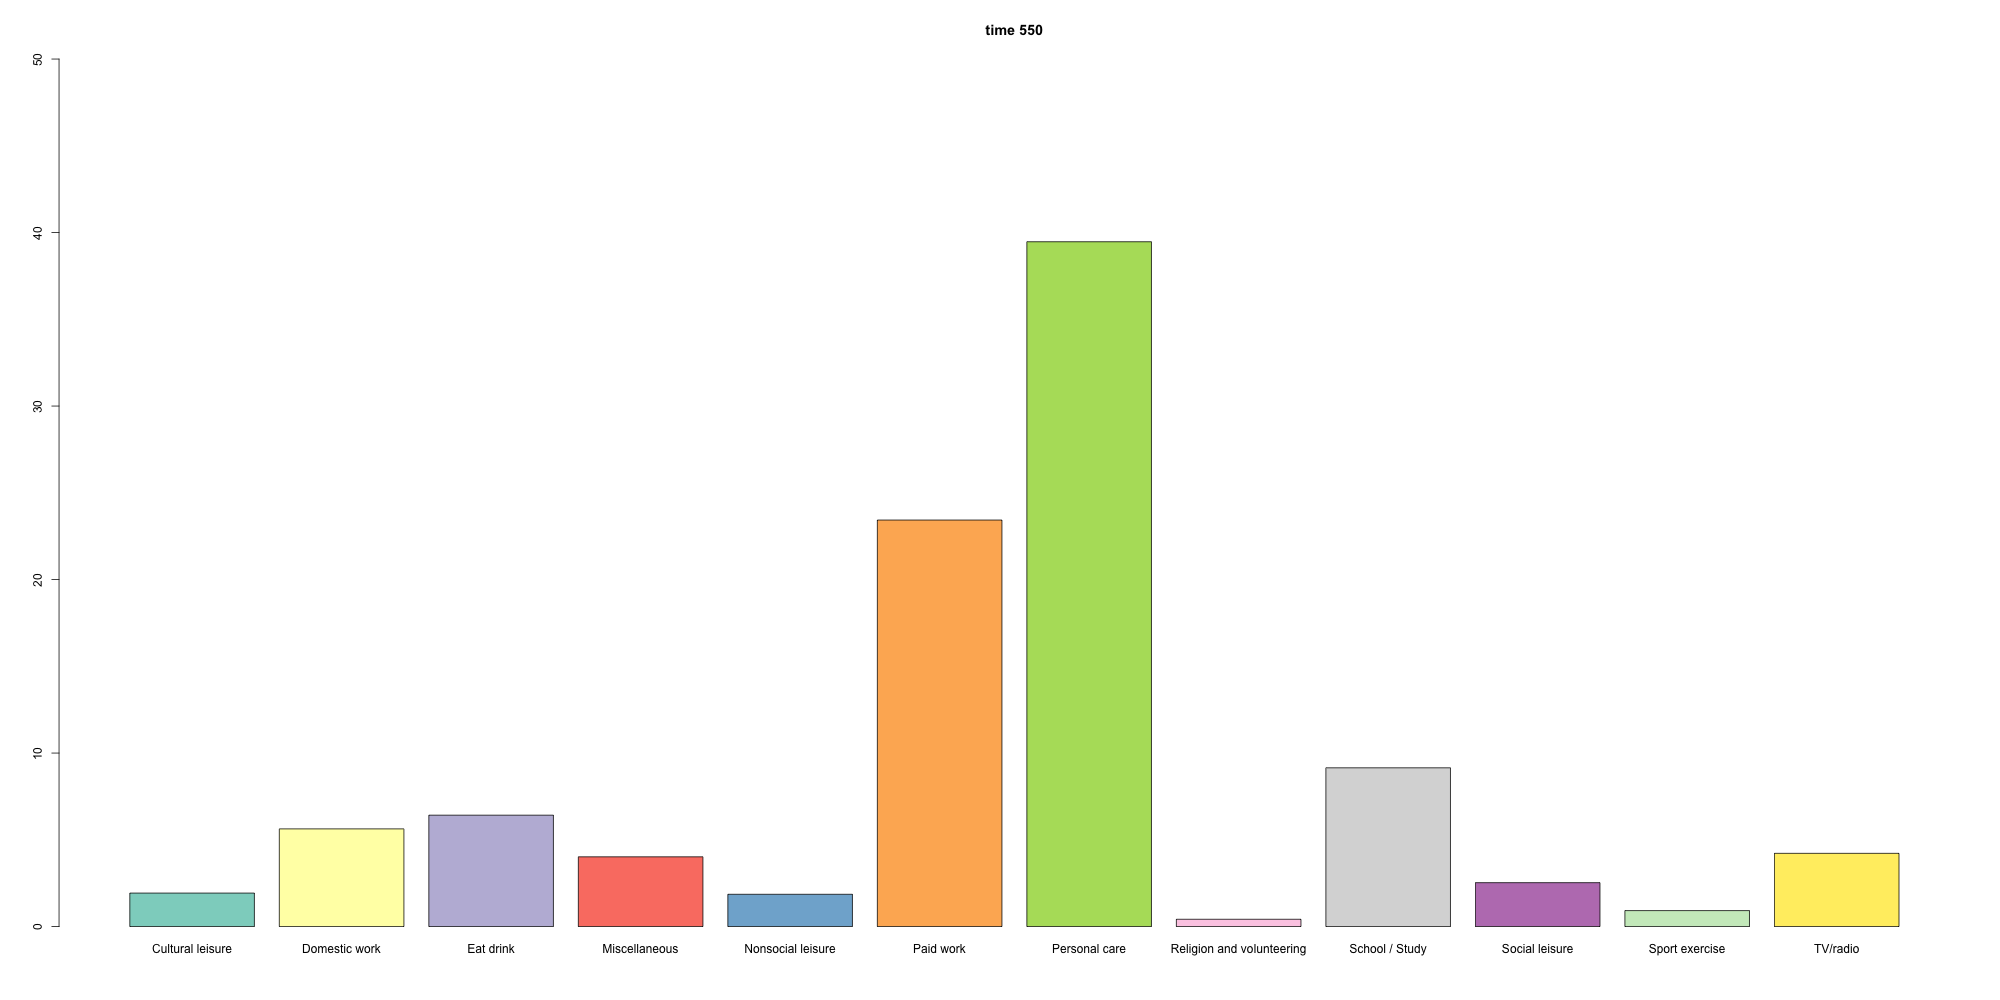 time 550
50
40
30
20
10
0
Cultural leisure
Domestic work
Eat drink
Miscellaneous
Nonsocial leisure
Paid work
Personal care
Religion and volunteering
School / Study
Social leisure
Sport exercise
TV/radio